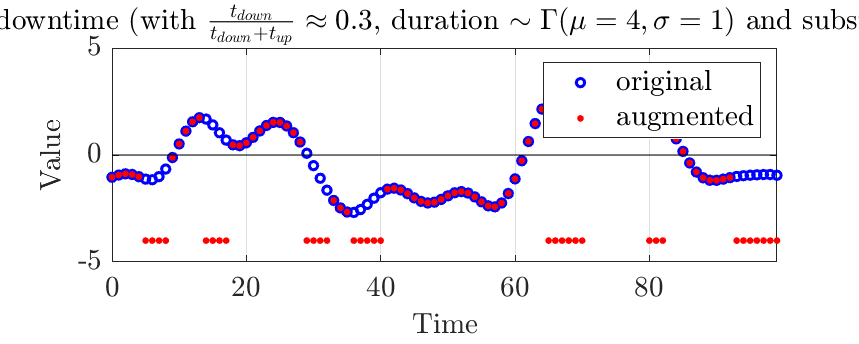 downtime (with $\frac{t_{down}}{t_{down}+t_{up}} \approx 0.3$, duration $\sim \Gamma(\mu = 4, \sigma = 1)$ and subs
5
original
augmented
Value
0
-5
0 20 40 60 80
Time